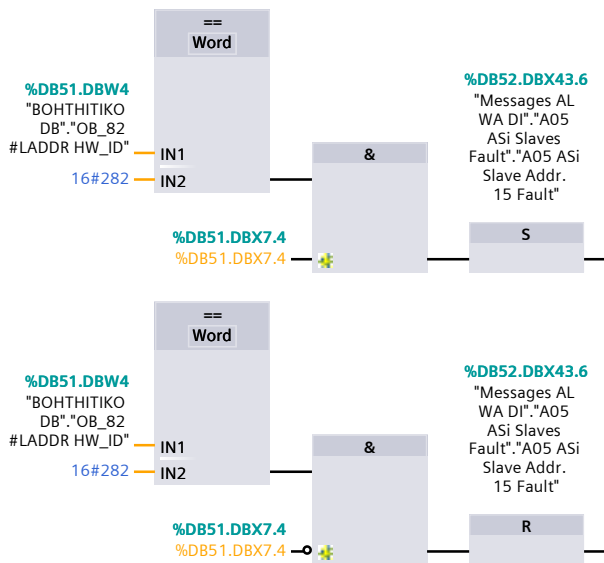 ==
Word
%DB51.DBW4
"BOHTHITIKO
DB"."OB_82
#LADDR HW_ID"
IN1
16#282
IN2
&
%DB51.DBX7.4
%DB51.DBX7.4
%DB52.DBX43.6
"Messages AL
WA DI"."A05
ASi Slaves
Fault"."A05 ASi
Slave Addr.
15 Fault"
S
==
Word
%DB51.DBW4
"BOHTHITIKO
DB"."OB_82
#LADDR HW_ID"
IN1
16#282
IN2
&
%DB51.DBX7.4
%DB51.DBX7.4
%DB52.DBX43.6
"Messages AL
WA DI"."A05
ASi Slaves
Fault"."A05 ASi
Slave Addr.
15 Fault"
R